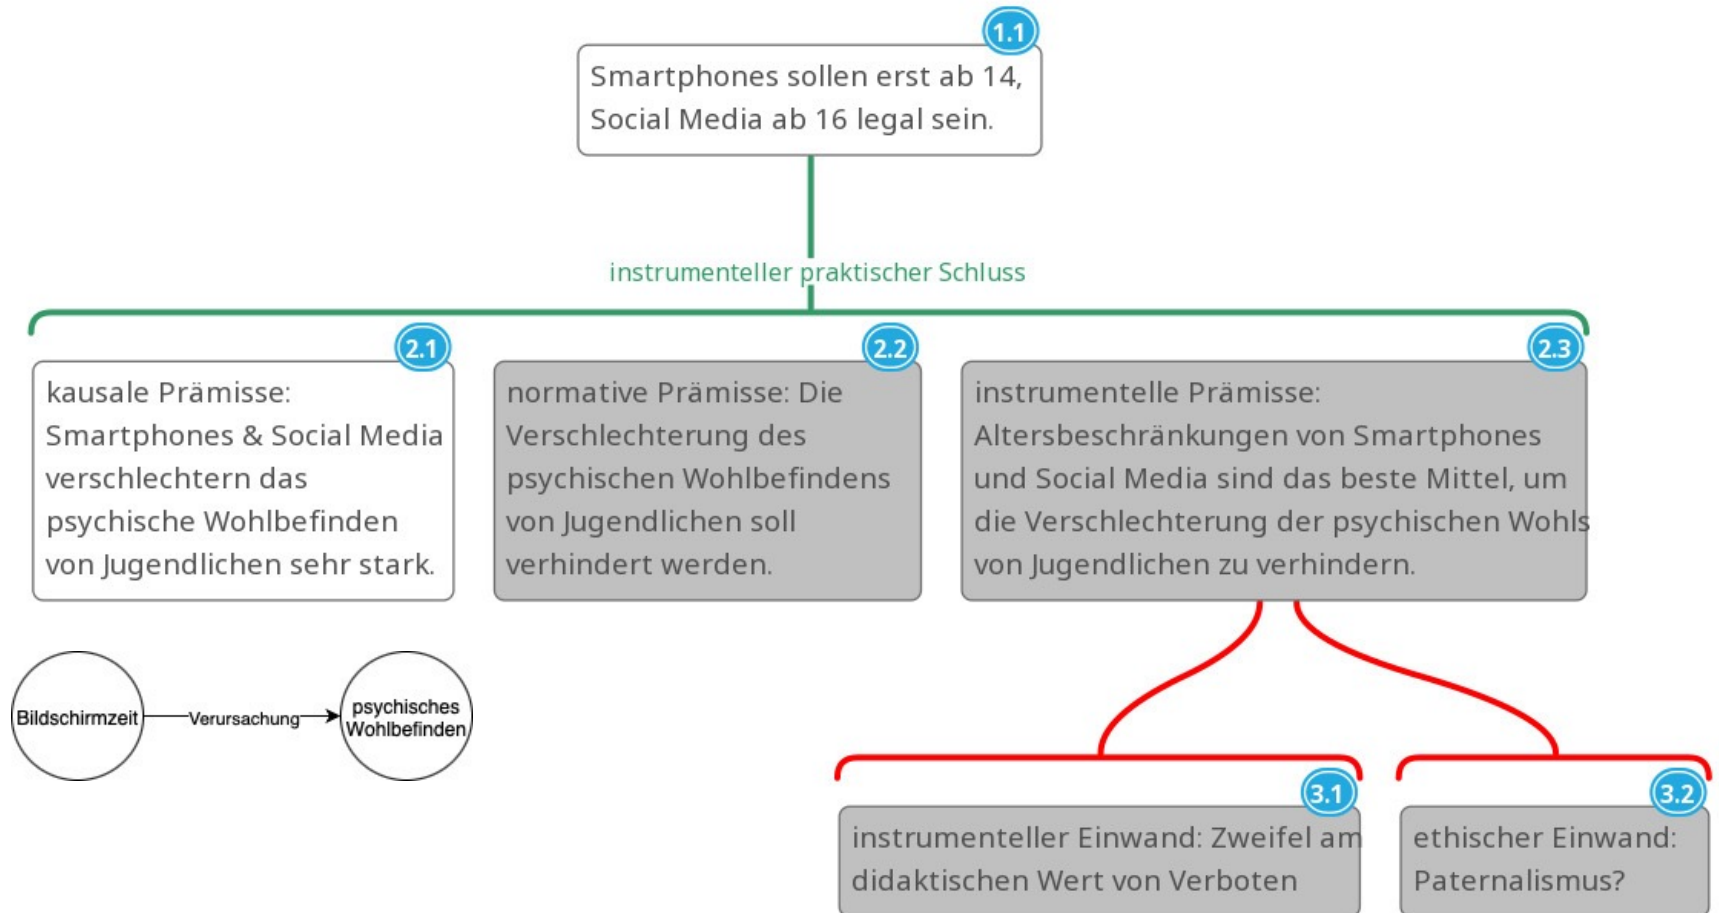 1.1
Smartphones sollen erst ab 14,
Social Media ab 16 legal sein.
instrumenteller praktischer Schluss
2.1
kausale Prämisse:
Smartphones & Social Media
verschlechtern das
psychische Wohlbefinden
von Jugendlichen sehr stark.
2.2
normative Prämisse: Die
Verschlechterung des
psychischen Wohlbefindens
von Jugendlichen soll
verhindert werden.
2.3
instrumentelle Prämisse:
Altersbeschränkungen von Smartphones
und Social Media sind das beste Mittel, um
die Verschlechterung der psychischen Wohls
von Jugendlichen zu verhindern.
Bildschirmzeit
Verursachung
psychisches
Wohlbefinden
3.1
instrumenteller Einwand: Zweifel am
didaktischen Wert von Verboten
3.2
ethischer Einwand:
Paternalismus?